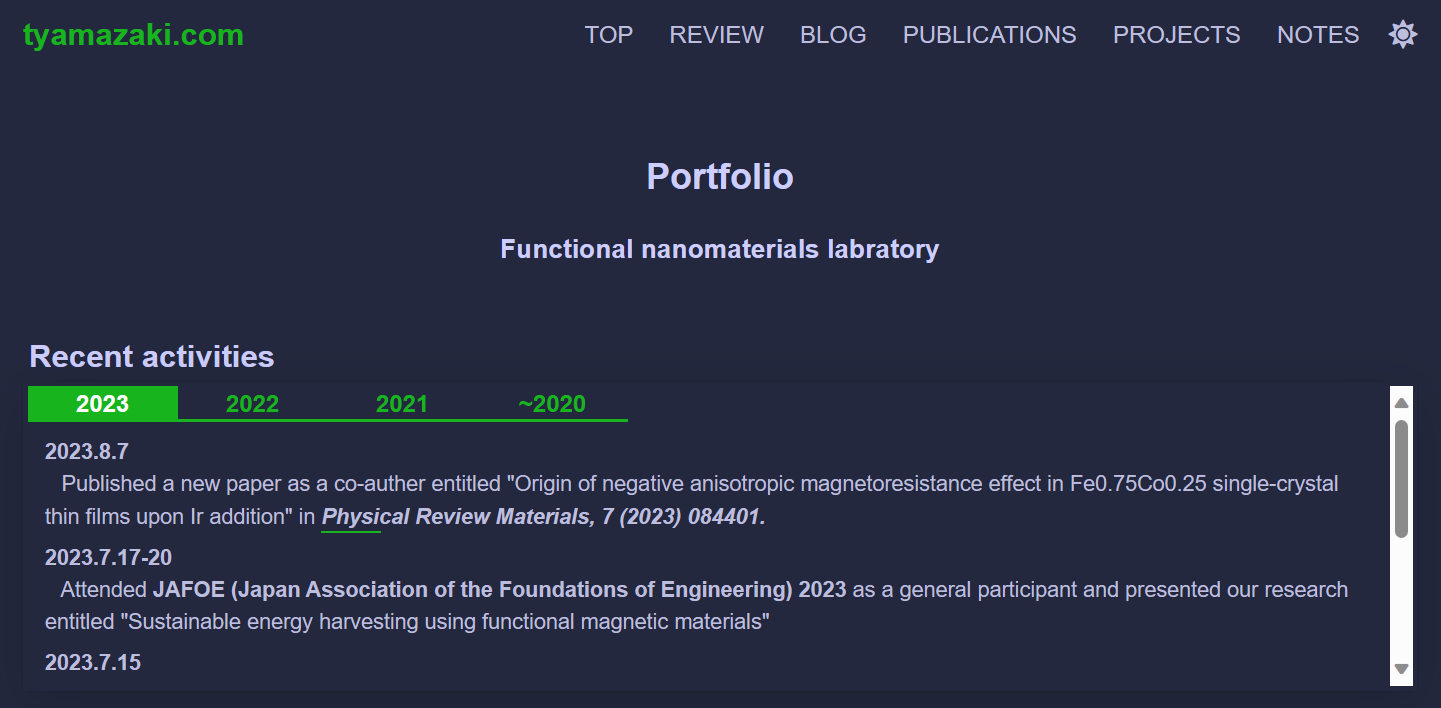 tyamazaki.com
TOP REVIEW BLOG PUBLICATIONS PROJECTS NOTES
Portfolio
Functional nanomaterials labratory
Recent activities
2023 2022 2021 ~2020
2023.8.7
Published a new paper as a co-auther entitled "Origin of negative anisotropic magnetoresistance effect in Fe0.75Co0.25 single-crystal
thin films upon Ir addition" in Physical Review Materials, 7 (2023) 084401.
2023.7.17-20
Attended JAFOE (Japan Association of the Foundations of Engineering) 2023 as a general participant and presented our research
entitled "Sustainable energy harvesting using functional magnetic materials"
2023.7.15